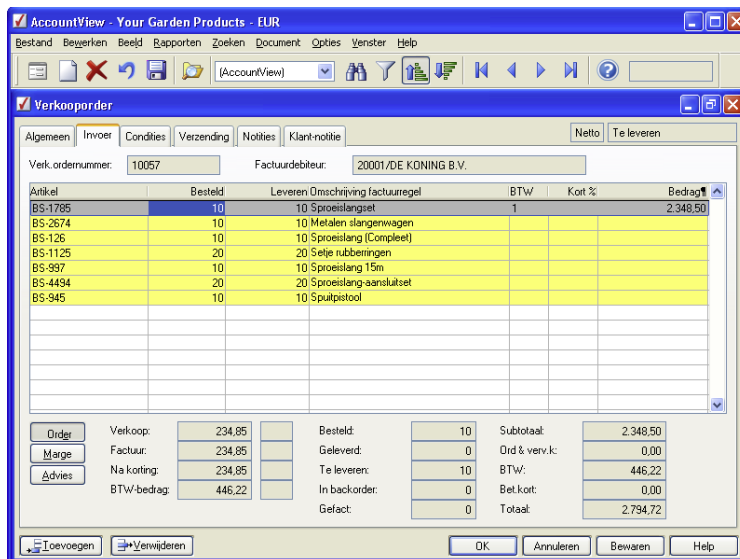 AccountView - Your Garden Products - EUR
Bestand Bewerken Beeld Rapporten Zoeken Document Opties Venster Help
(AccountView)
Verkooporder
Algemeen Invoer Condities Verzending Notities Klant-notitie Netto Te leveren
Verk.ordernummer: 10057 Factuurdebiteur: 20001/DE KONING B.V.
Artikel Besteld Leveren Omschrijving factuurregel BTW Kort % Bedrag¶
BS-1785 10 10 Sproeislangset 1 2.348,50
BS-2674 10 10 Metalen slangenwagen
BS-126 10 10 Sproeislang (Compleet)
BS-1125 20 20 Setje rubberringen
BS-997 10 10 Sproeislang 15m
BS-4494 20 20 Sproeislang-aansluitset
BS-945 10 10 Spuitpistool
Order Verkoop: 234,85 Besteld: 10 Subtotaal: 2.348,50
Marge Factuur: 234,85 Geleverd: 0 Ord & verv.k: 0,00
Advies Na korting: 234,85 Te leveren: 10 BTW: 446,22
BTW-bedrag: 446,22 In backorder: 0 Bet.kort: 0,00
Gefact: 0 Totaal: 2.794,72
Toevoegen Verwijderen OK Annuleren Bewaren Help